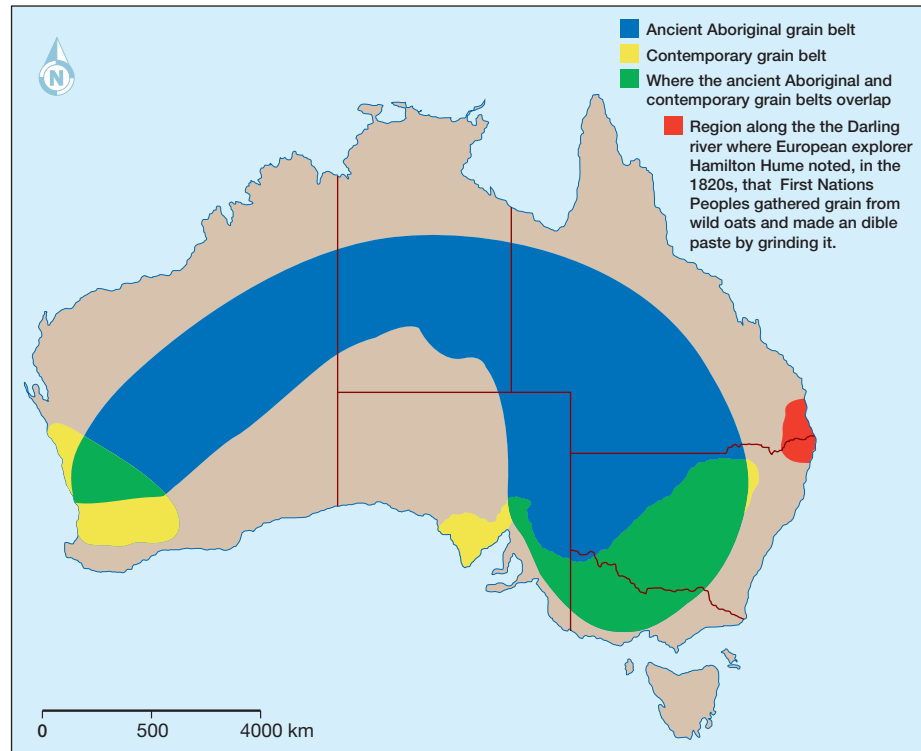 Ancient Aboriginal grain belt
Contemporary grain belt
Where the ancient Aboriginal and
contemporary grain belts overlap
Region along the the Darling
river where European explorer
Hamilton Hume noted, in the
1820s, that First Nations
Peoples gathered grain from
wild oats and made an dible
paste by grinding it.
N
0 500 4000 km